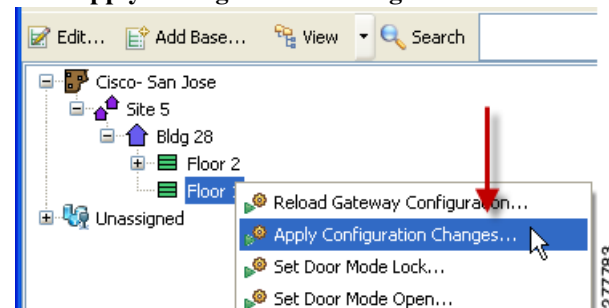 Edit... Add Base... View Search
Cisco- San Jose
Site 5
Bldg 28
Floor 2
Floor
Unassigned
Reload Gateway Configuration...
Apply Configuration Changes...
Set Door Mode Lock...
Set Door Mode Open...